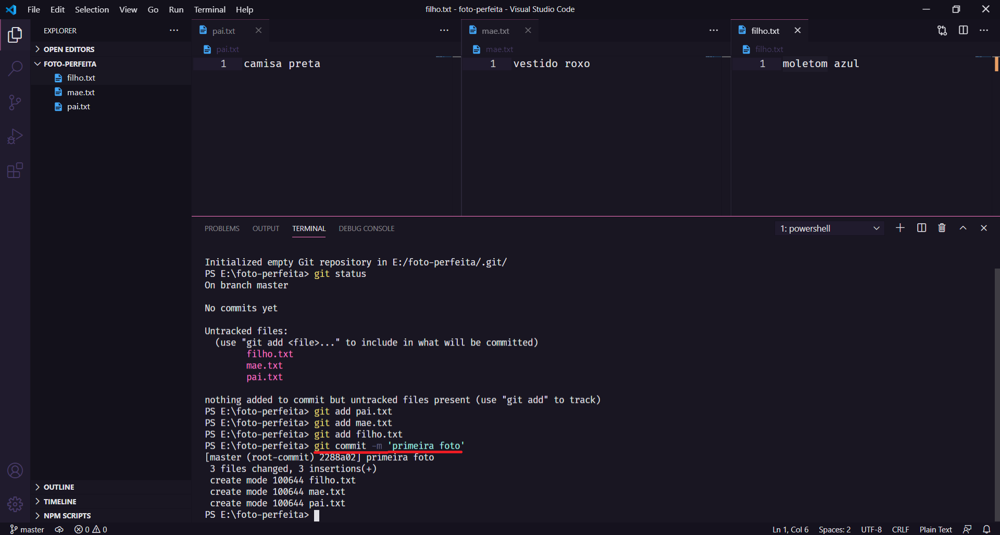 File Edit Selection View Go Run Terminal Help
filho.txt - foto-perfeita - Visual Studio Code
EXPLORER
OPEN EDITORS
FOTO-PERFEITA
filho.txt
mae.txt
pai.txt
OUTLINE
TIMELINE
NPM SCRIPTS
pai.txt
pai.txt
1 camisa preta
mae.txt
mae.txt
1 vestido roxo
filho.txt
filho.txt
1 moletom azul
PROBLEMS OUTPUT TERMINAL DEBUG CONSOLE
1: powershell
Initialized empty Git repository in E:/foto-perfeita/.git/
PS E:\foto-perfeita> git status
On branch master
No commits yet
Untracked files:
(use "git add <file>..." to include in what will be committed)
filho.txt
mae.txt
pai.txt
nothing added to commit but untracked files present (use "git add" to track)
PS E:\foto-perfeita> git add pai.txt
PS E:\foto-perfeita> git add mae.txt
PS E:\foto-perfeita> git add filho.txt
PS E:\foto-perfeita> git commit -m 'primeira foto'
[master (root-commit) 2288a02] primeira foto
3 files changed, 3 insertions(+)
create mode 100644 filho.txt
create mode 100644 mae.txt
create mode 100644 pai.txt
PS E:\foto-perfeita>
master 0 0
Ln 1, Col 6 Spaces: 2 UTF-8 CRLF Plain Text